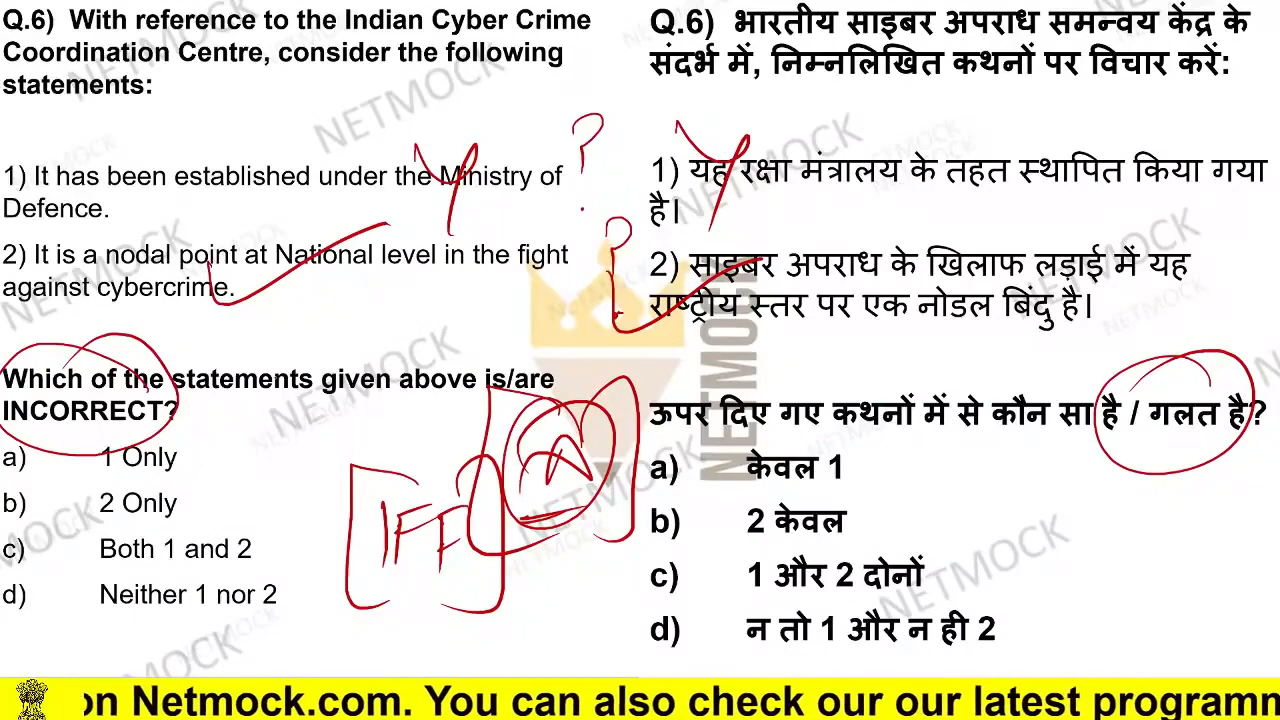 Q.6) With reference to the Indian Cyber Crime
Coordination Centre, consider the following
statements:
1) It has been established under the Ministry of
Defence.
2) It is a nodal point at National level in the fight
against cybercrime.
Which of the statements given above is/are
INCORRECT?
a) 1 Only
b) 2 Only
c) Both 1 and 2
d) Neither 1 nor 2
?
A
Q.6) भारतीय साइबर अपराध समन्वय केंद्र के
संदर्भ में, निम्नलिखित कथनों पर विचार करें:
1) यह रक्षा मंत्रालय के तहत स्थापित किया गया
है।
2) साइबर अपराध के खिलाफ लड़ाई में यह
राष्ट्रीय स्तर पर एक नोडल बिंदु है।
ऊपर दिए गए कथनों में से कौन सा है / गलत है?
a) केवल 1
b) 2 केवल
c) 1 और 2 दोनों
d) न तो 1 और न ही 2
NETMOCK
on Netmock.com. You can also check our our latest programm